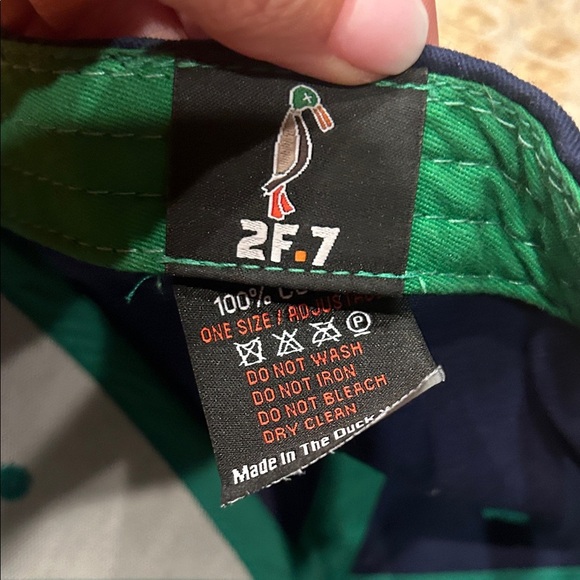 2F.7
100%
ONE SIZE / ADJUSTABLE
DO NOT WASH
DO NOT IRON
DO NOT BLEACH
DRY CLEAN
Made In The Duck